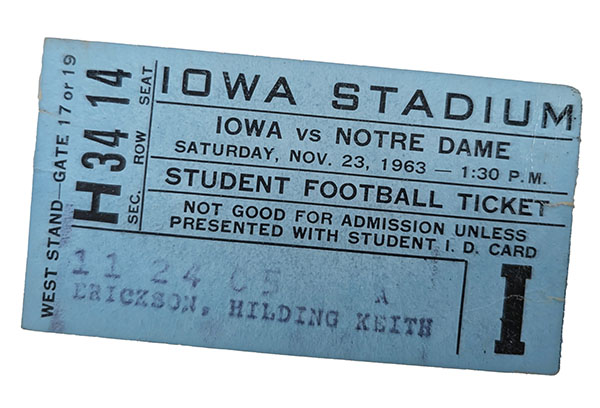 WEST STAND—GATE 17 OR 19
H 34 14
SEC. ROW SEAT
IOWA STADIUM
IOWA VS NOTRE DAME
SATURDAY, NOV. 23, 1963 — 1:30 P.M.
STUDENT FOOTBALL TICKET
NOT GOOD FOR ADMISSION UNLESS
PRESENTED WITH STUDENT I. D. CARD
11 24 05 A
ERICKSON, HILDING KEITH
I